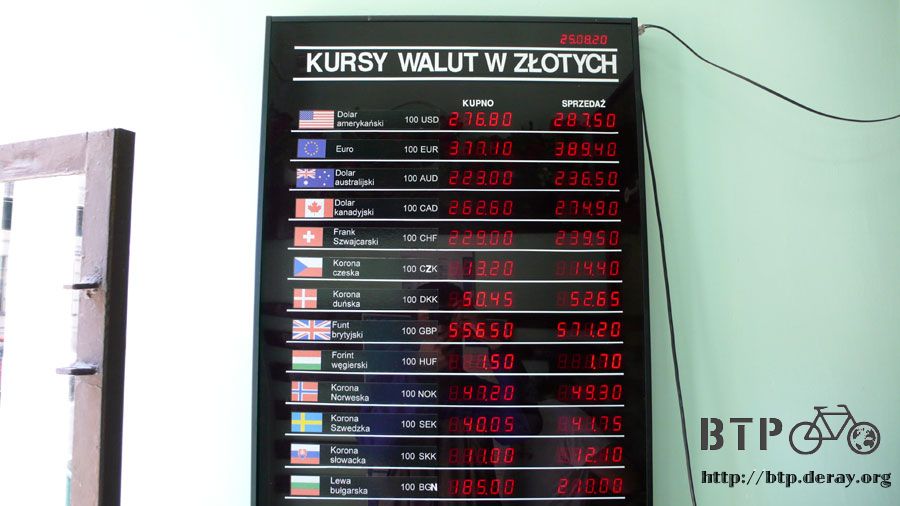 25.08.20
KURSY WALUT W ZŁOTYCH
KUPNO SPRZEDAŻ
Dolar amerykański 100 USD 276.80 287.50
Euro 100 EUR 377.10 389.40
Dolar australijski 100 AUD 229.00 236.50
Dolar kanadyjski 100 CAD 262.60 274.90
Frank Szwajcarski 100 CHF 229.00 239.50
Korona czeska 100 CZK 13.20 14.40
Korona duńska 100 DKK 50.45 52.65
Funt brytyjski 100 GBP 556.50 571.20
Forint węgierski 100 HUF 1.50 1.70
Korona Norweska 100 NOK 47.20 49.30
Korona Szwedzka 100 SEK 40.05 41.75
Korona słowacka 100 SKK 11.00 12.10
Lewa bułgarska 100 BGN 185.00 210.00
BTP
http://btp.deray.org